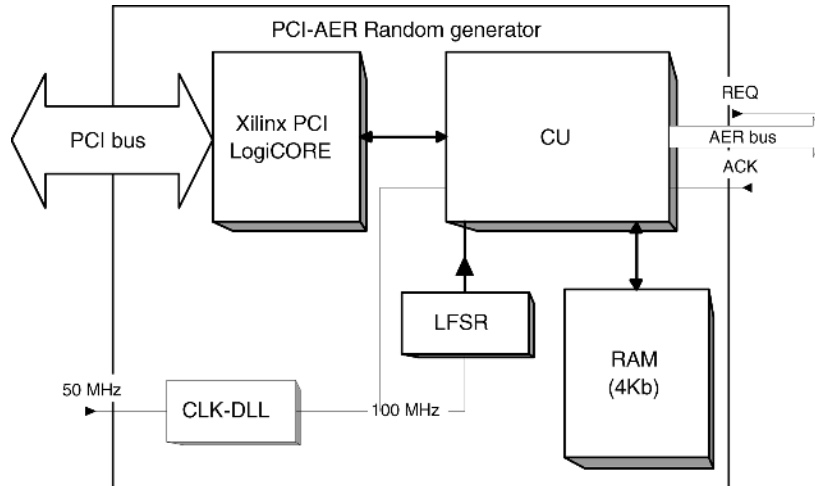 PCI-AER Random generator
REQ
Xilinx PCI
LogiCORE
PCI bus
CU
AER bus
ACK
LFSR
RAM
(4Kb)
50 MHz
CLK-DLL
100 MHz